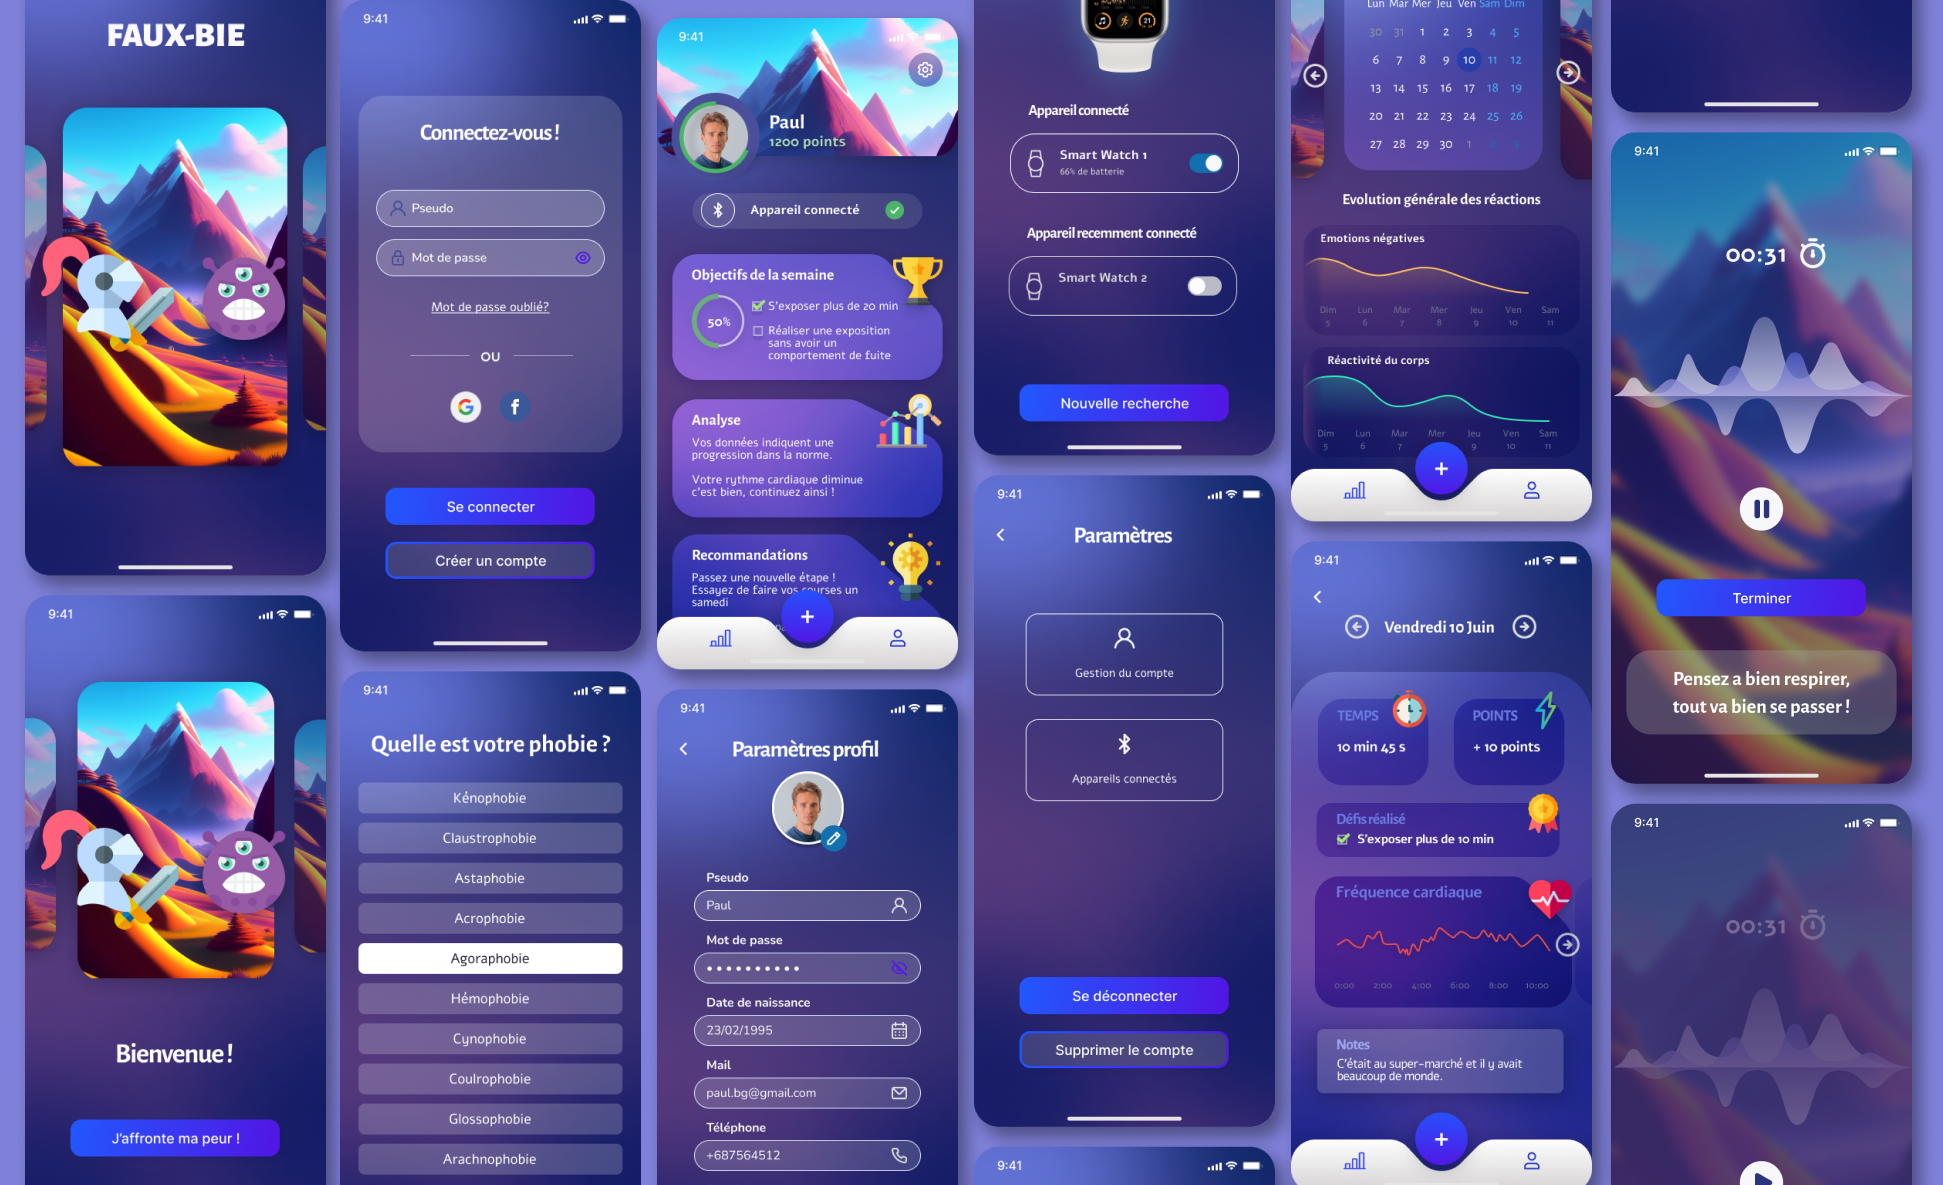 FAUX-BIE
9:41
Bienvenue !
J'affronte ma peur !
9:41
Connectez-vous !
Pseudo
Mot de passe
Mot de passe oublié?
OU
Se connecter
Créer un compte
9:41
Quelle est votre phobie ?
Kénophobie
Claustrophobie
Astaphobie
Acrophobie
Agoraphobie
Hémophobie
Cynophobie
Coulrophobie
Glossophobie
Arachnophobie
9:41
Paul
1200 points
Appareil connecté
Objectifs de la semaine
50%
S'exposer plus de 20 min
Réaliser une exposition
sans avoir un
comportement de fuite
Analyse
Vos données indiquent une
progression dans la norme.
Votre rythme cardiaque diminue
c'est bien, continuez ainsi !
Recommandations
Passez une nouvelle étape !
Essayez de faire vos courses un
samedi
+
9:41
Paramètres profil
Pseudo
Paul
Mot de passe
Date de naissance
23/02/1995
Mail
paul.bg@gmail.com
Téléphone
+687564512
21
Appareil connecté
Smart Watch 1
66% de batterie
Appareil recemment connecté
Smart Watch 2
Nouvelle recherche
9:41
Paramètres
Gestion du compte
Appareils connectés
Se déconnecter
Supprimer le compte
9:41
Lun Mar Mer Jeu Ven Sam Dim
30 31 1 2 3 4 5
6 7 8 9 10 11 12
13 14 15 16 17 18 19
20 21 22 23 24 25 26
27 28 29 30 1
Evolution générale des réactions
Emotions négatives
Dim Lun Mar Mer Jeu Ven Sam
5 6 7 8 9 10 11
Réactivité du corps
Dim Lun Mar Mer Jeu Ven Sam
5 6 7 9 10 11
+
9:41
Vendredi 10 Juin
TEMPS
10 min 45 s
POINTS
+ 10 points
Défis réalisé
S'exposer plus de 10 min
Fréquence cardiaque
0:00 2:00 4:00 6:00 8:00 10:00
Notes
C'était au super-marché et il y avait
beaucoup de monde.
+
9:41
00:31
Terminer
Pensez a bien respirer,
tout va bien se passer !
9:41
00:31